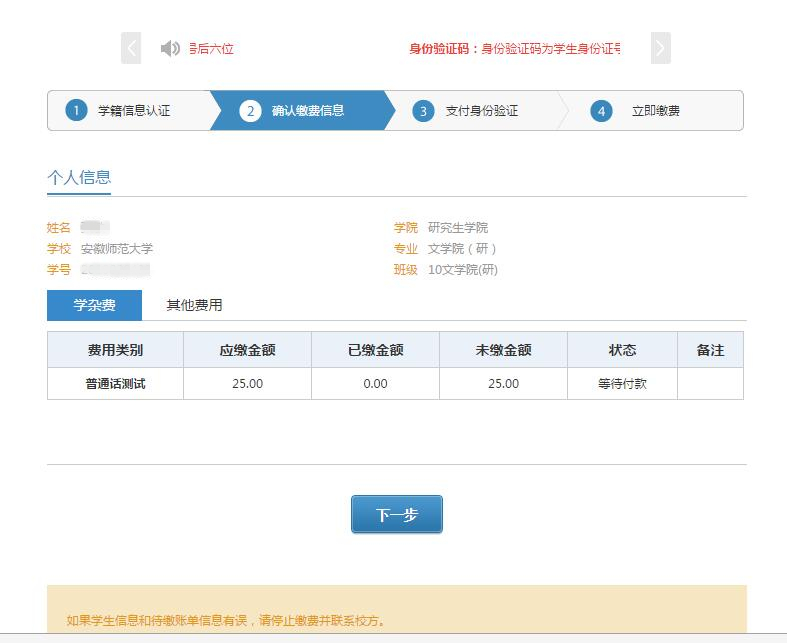 号后六位 身份验证码：身份验证码为学生身份证号
1 学籍信息认证 2 确认缴费信息 3 支付身份验证 4 立即缴费
个人信息
姓名 学院 研究生学院
学校 安徽师范大学 专业 文学院（研）
学号 班级 10文学院(研)
学杂费 其他费用
费用类别 应缴金额 已缴金额 未缴金额 状态 备注
普通话测试 25.00 0.00 25.00 等待付款
下一步
如果学生信息和待缴账单信息有误，请停止缴费并联系校方。